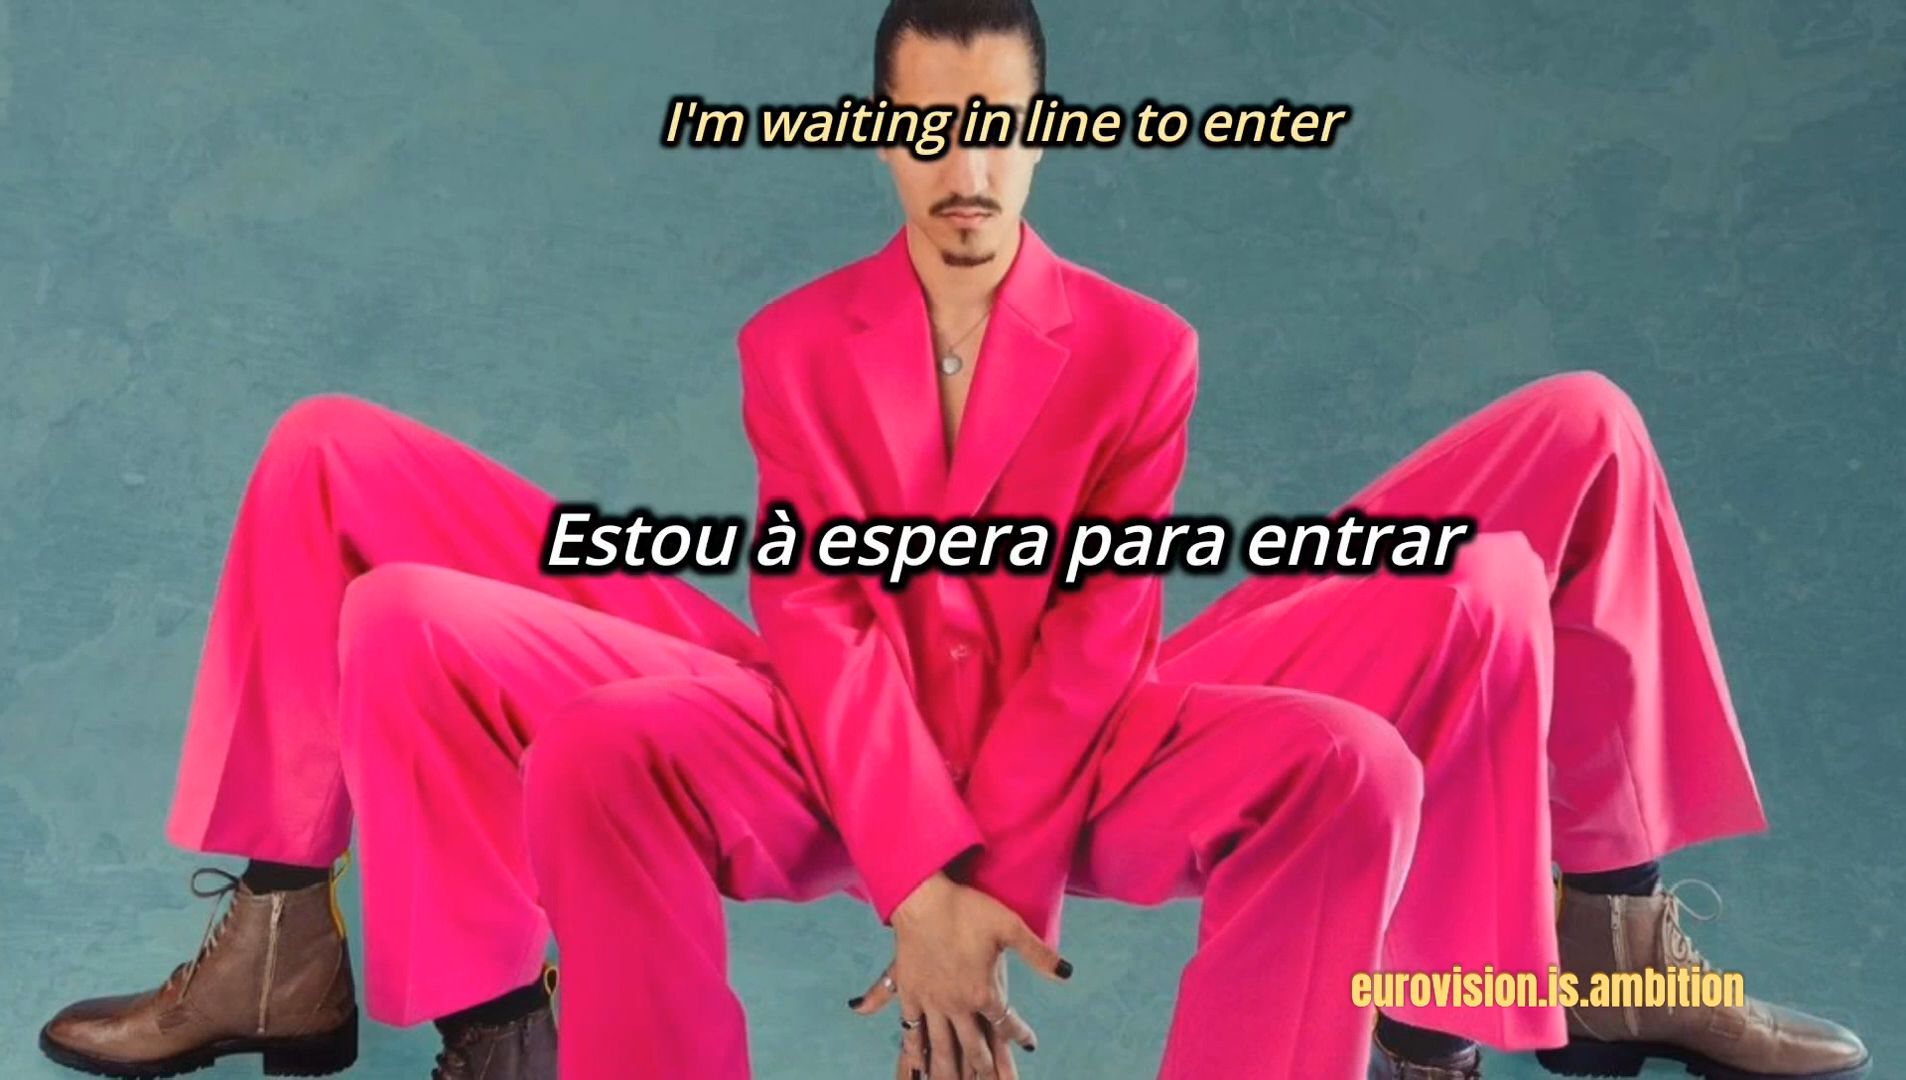 I'm waiting in line to enter
Estou à espera para entrar
eurovision.is.ambition